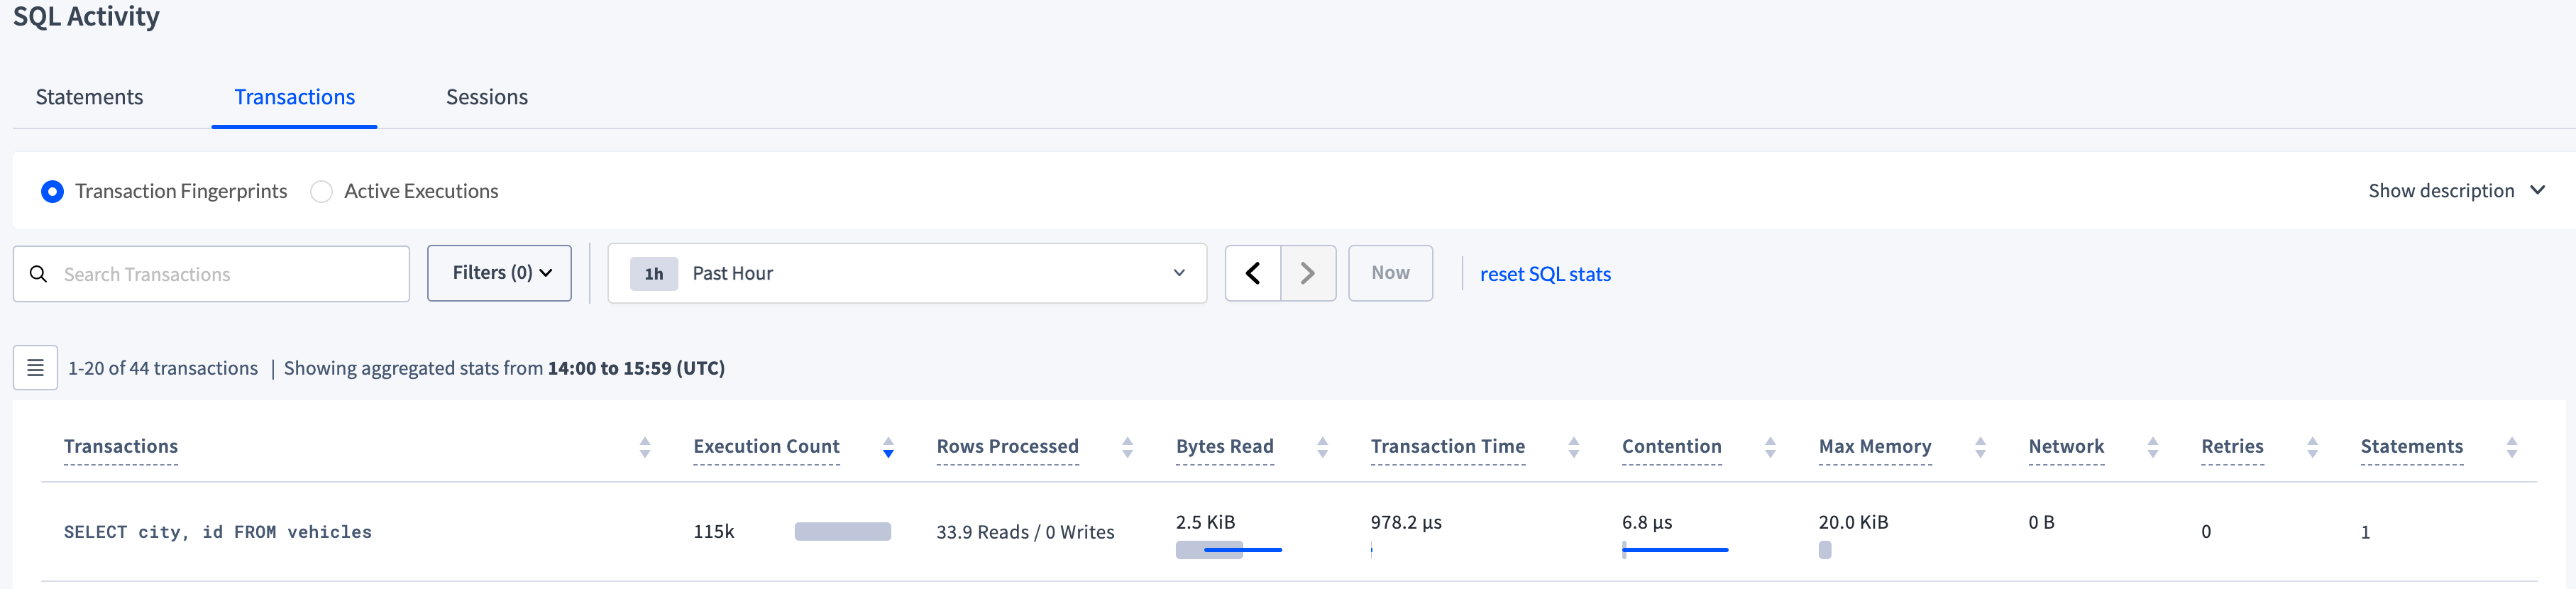 SQL Activity
Statements Transactions Sessions
Transaction Fingerprints Active Executions Show description
Search Transactions Filters (0) 1h Past Hour Now reset SQL stats
1-20 of 44 transactions | Showing aggregated stats from 14:00 to 15:59 (UTC)
Transactions Execution Count Rows Processed Bytes Read Transaction Time Contention Max Memory Network Retries Statements
SELECT city, id FROM vehicles 115k 33.9 Reads / 0 Writes 2.5 KiB 978.2 µs 6.8 µs 20.0 KiB 0 B 0 1